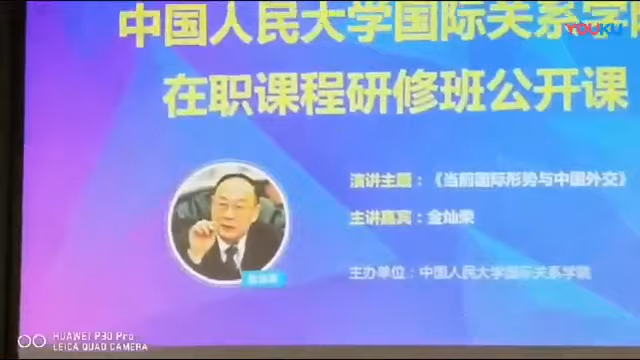 中国人民大学国际关系学院
YOUKU
在职课程研修班公开课
演讲主题：《当前国际形势与中国外交》
主讲嘉宾：金灿荣
主办单位：中国人民大学国际关系学院
HUAWEI P30 Pro
LEICA QUAD CAMERA